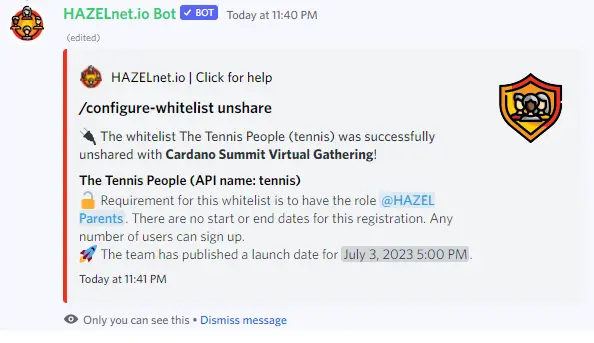 HAZELnet.io Bot ✓ BOT Today at 11:40 PM
(edited)
HAZELnet.io | Click for help
/configure-whitelist unshare
🔌 The whitelist The Tennis People (tennis) was successfully
unshared with Cardano Summit Virtual Gathering!
The Tennis People (API name: tennis)
🔓 Requirement for this whitelist is to have the role @HAZEL
Parents. There are no start or end dates for this registration. Any
number of users can sign up.
🚀 The team has published a launch date for July 3, 2023 5:00 PM.
Today at 11:41 PM
Only you can see this • Dismiss message